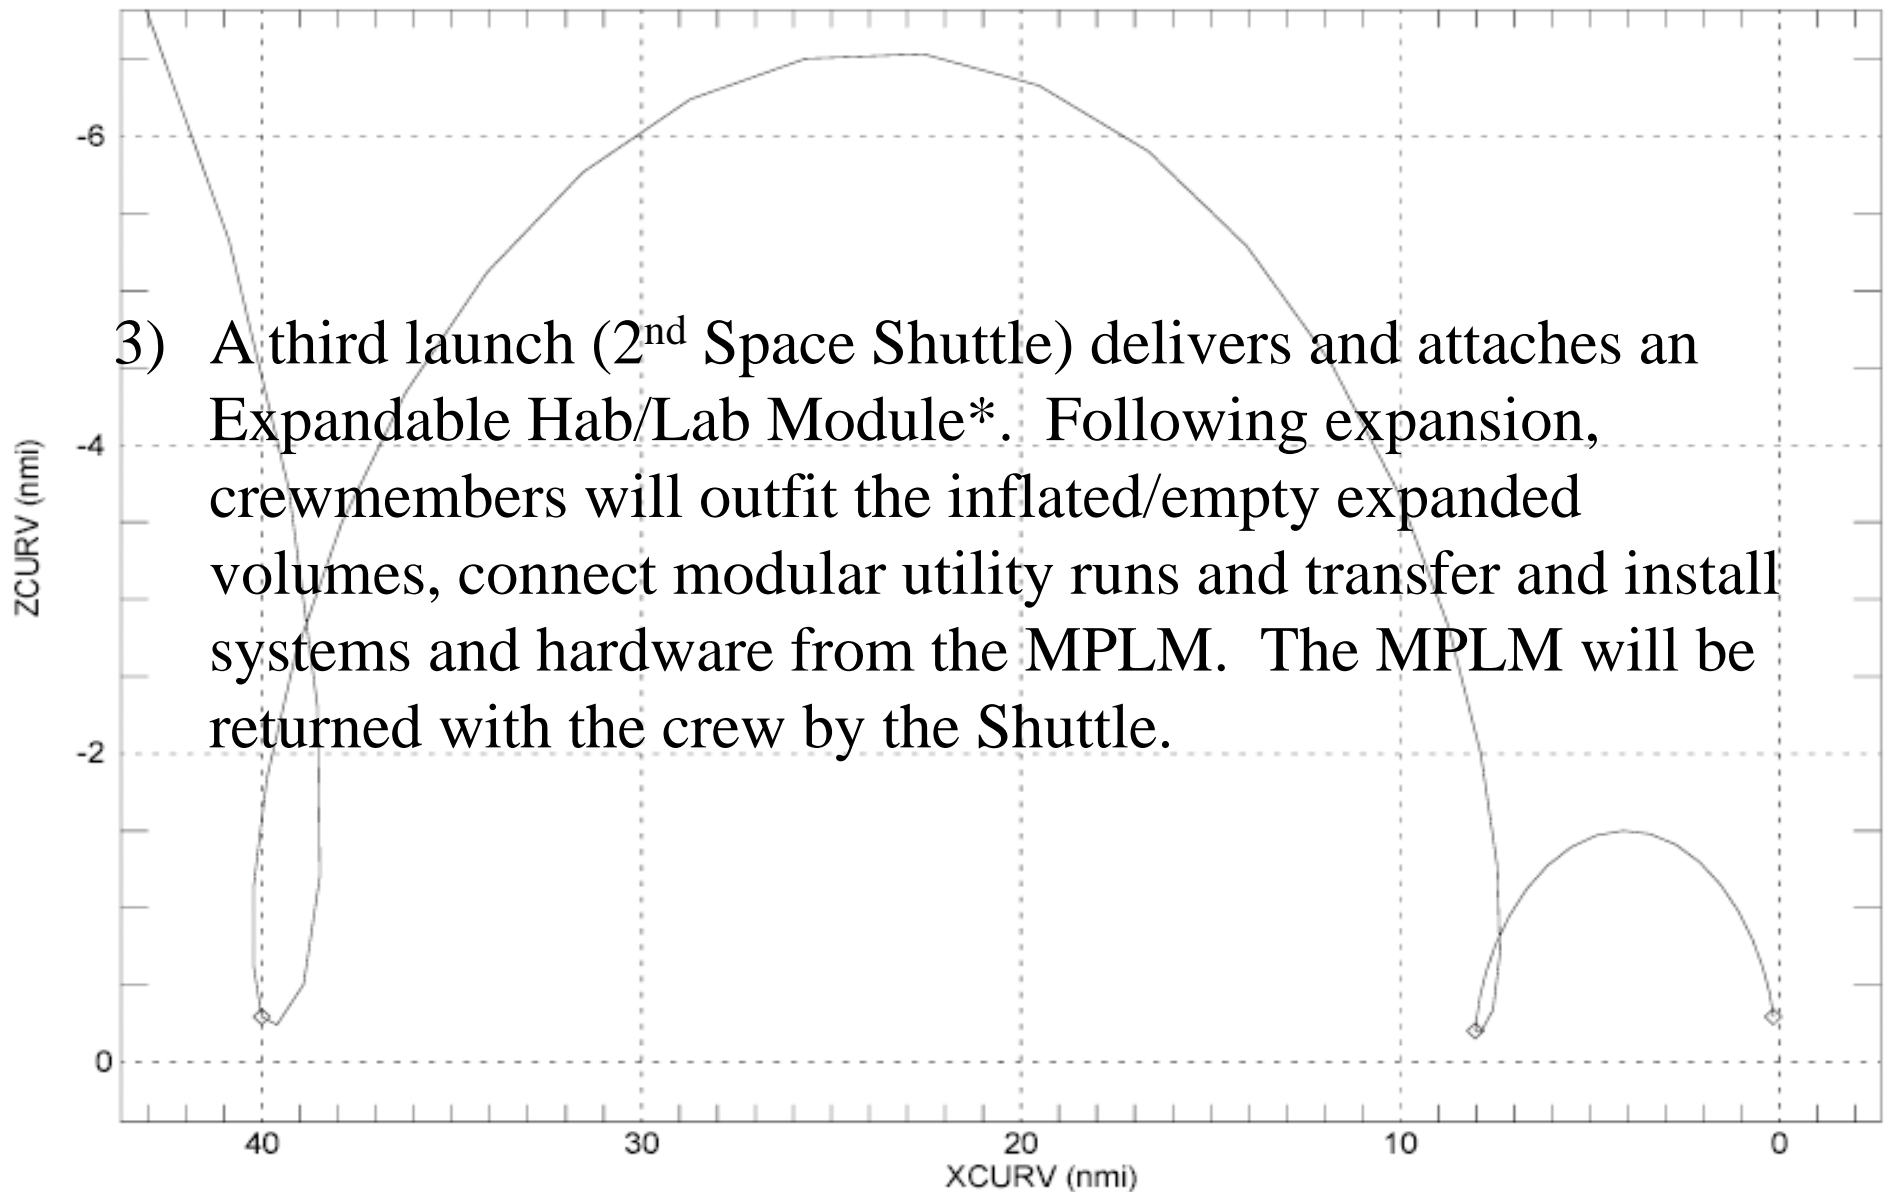 -6
3) A third launch (2nd Space Shuttle) delivers and attaches an
Expandable Hab/Lab Module*. Following expansion,
-4
crewmembers will outfit the inflated/empty expanded
ZCURV (nmi)
volumes, connect modular utility runs and transfer and install
systems and hardware from the MPLM. The MPLM will be
returned with the crew by the Shuttle.
-2
0
40 30 20 10 0
XCURV (nmi)